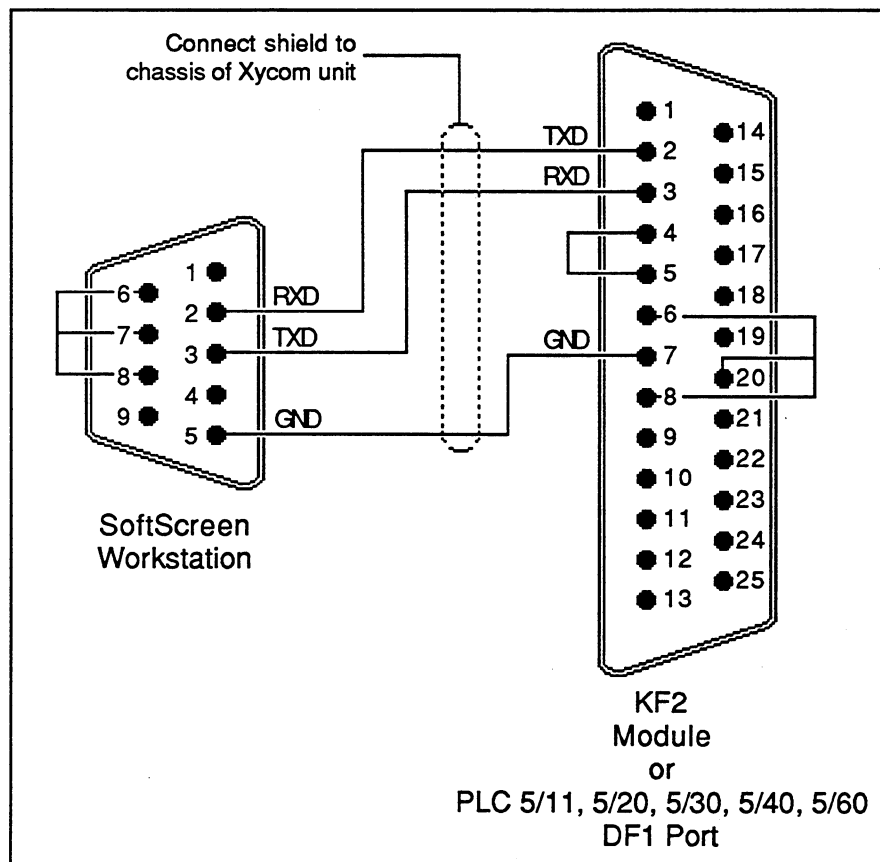 Connect shield to
chassis of Xycom unit
TXD
RXD
GND
1
2
3
4
5
6
7
8
9
10
11
12
13
14
15
16
17
18
19
20
21
22
23
24
25
RXD
TXD
GND
1
2
3
4
5
6
7
8
9
SoftScreen
Workstation
KF2
Module
or
PLC 5/11, 5/20, 5/30, 5/40, 5/60
DF1 Port